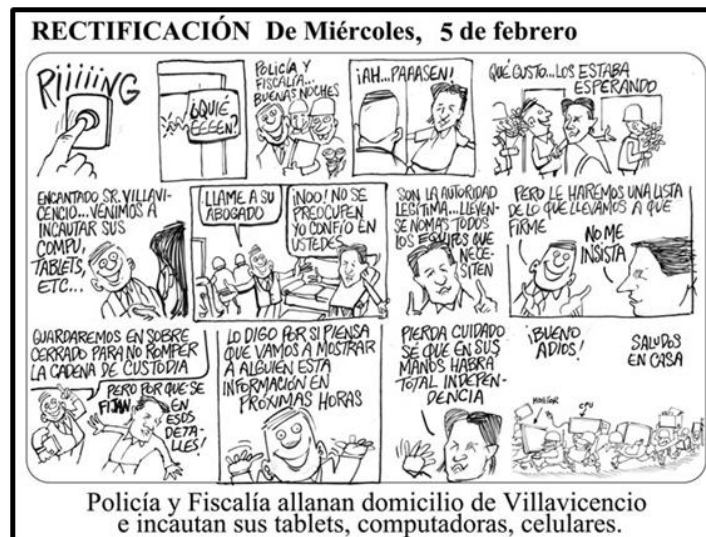 RECTIFICACIÓN De Miércoles, 5 de febrero
RIIIIIING
¿QUIÉ
EEEEN?
POLICÍA Y
FISCALÍA...
BUENAS NOCHES
¡AH... PAAASEN!
QUÉ GUSTO...LOS ESTABA
ESPERANDO
ENCANTADO SR. VILLAVI-
CENCIO...VENIMOS A
INCAUTAR SUS
COMPU,
TABLETS,
ETC...
LLAME A SU
ABOGADO
¡NOO! NO SE
PREOCUPEN
YO CONFÍO EN
USTEDES
SON LA AUTORIDAD
LEGÍTIMA...LLEVEN-
SE NOMAS TODOS
LOS EQUIPOS QUE
NECE-
SITEN
PERO LE HAREMOS UNA LISTA
DE LO QUE LLEVAMOS A QUE
FIRME
NO ME
INSISTA
GUARDAREMOS EN SOBRE
CERRADO PARA NO ROMPER
LA CADENA DE CUSTODIA
PERO POR QUE SE
FIJAN EN
ESOS
DETA-
LLES!
LO DIGO POR SI PIENSA
QUE VAMOS A MOSTRAR
A ALGUIEN ESTA
INFORMACIÓN EN
PRÓXIMAS HORAS
PIERDA CUIDADO
SÉ QUE EN SUS
MANOS HABRÁ
TOTAL INDEPEN-
DENCIA
¡BUENO
ADIOS!
SALUDOS
EN CASA
MONITOR
CPU
Policía y Fiscalía allanan domicilio de Villavicencio
e incautan sus tablets, computadoras, celulares.